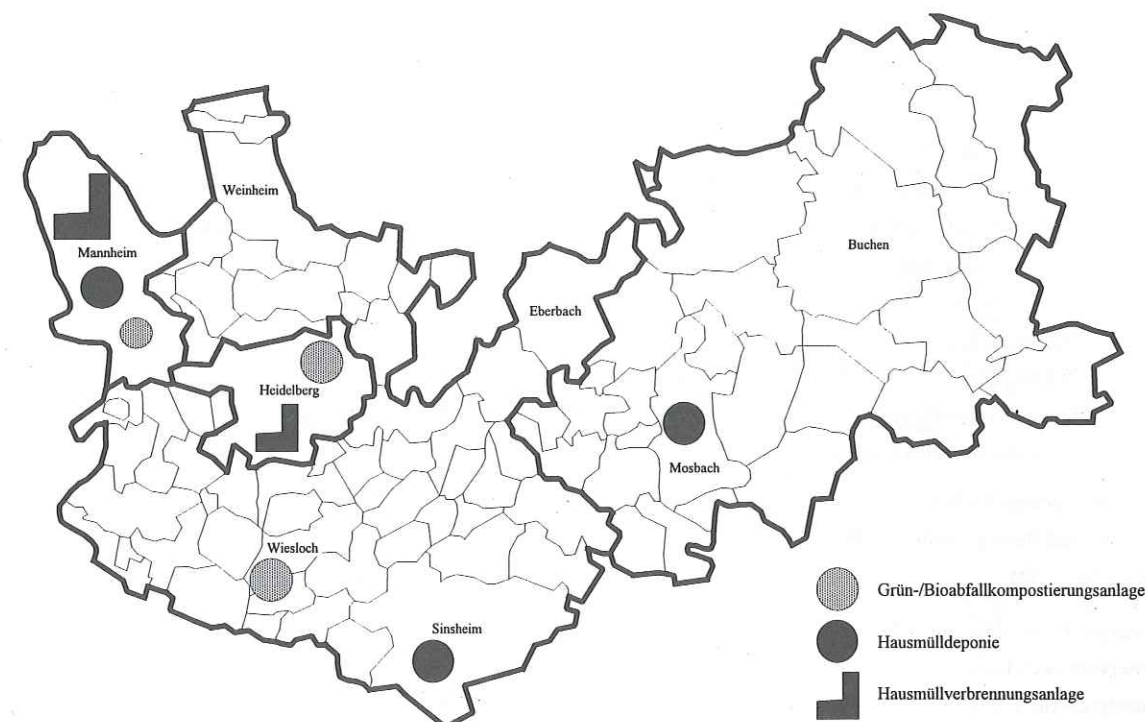 Weinheim
Mannheim
Buchen
Eberbach
Heidelberg
Mosbach
Wiesloch
Sinsheim
Grün-/Bioabfallkompostierungsanlage
Hausmülldeponie
Hausmüllverbrennungsanlage